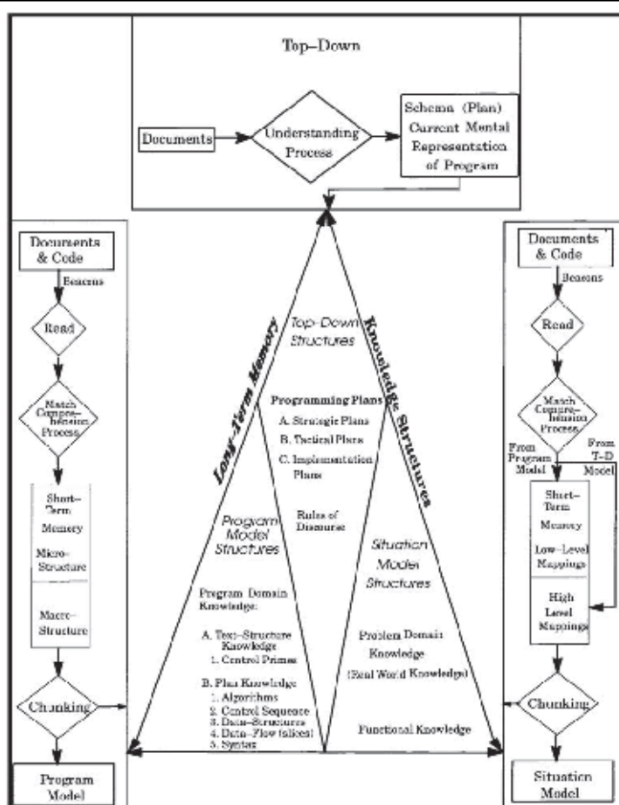 Top–Down
Documents
Understanding
Process
Schema (Plan)
Current Mental
Representation
of Program
Documents
& Code
Beacons
Read
Match
Compre-
hension
Process
Short-
Term
Memory
Micro-
Structure
Macro-
Structure
Chunking
Program
Model
Long-Term Memory
Knowledge Structures
Top-Down
Structures
Programming Plans
A. Strategic Plans
B. Tactical Plans
C. Implementation
Plans
Rules of
Discourse
Program
Model
Structures
Program Domain
Knowledge:
A. Text–Structure
Knowledge
1. Control Primes
B. Plan Knowledge
1. Algorithms
2. Control Sequence
3. Data–Structures
4. Data–Flow (slices)
5. Syntax
Situation
Model
Structures
Problem Domain
Knowledge
(Real World Knowledge)
Functional Knowledge
Documents
& Code
Beacons
Read
Match
Comprehension
Process
From
Program
Model
From
T–D
Model
Short–
Term
Memory
Low–Level
Mappings
High
Level
Mappings
Chunking
Situation
Model